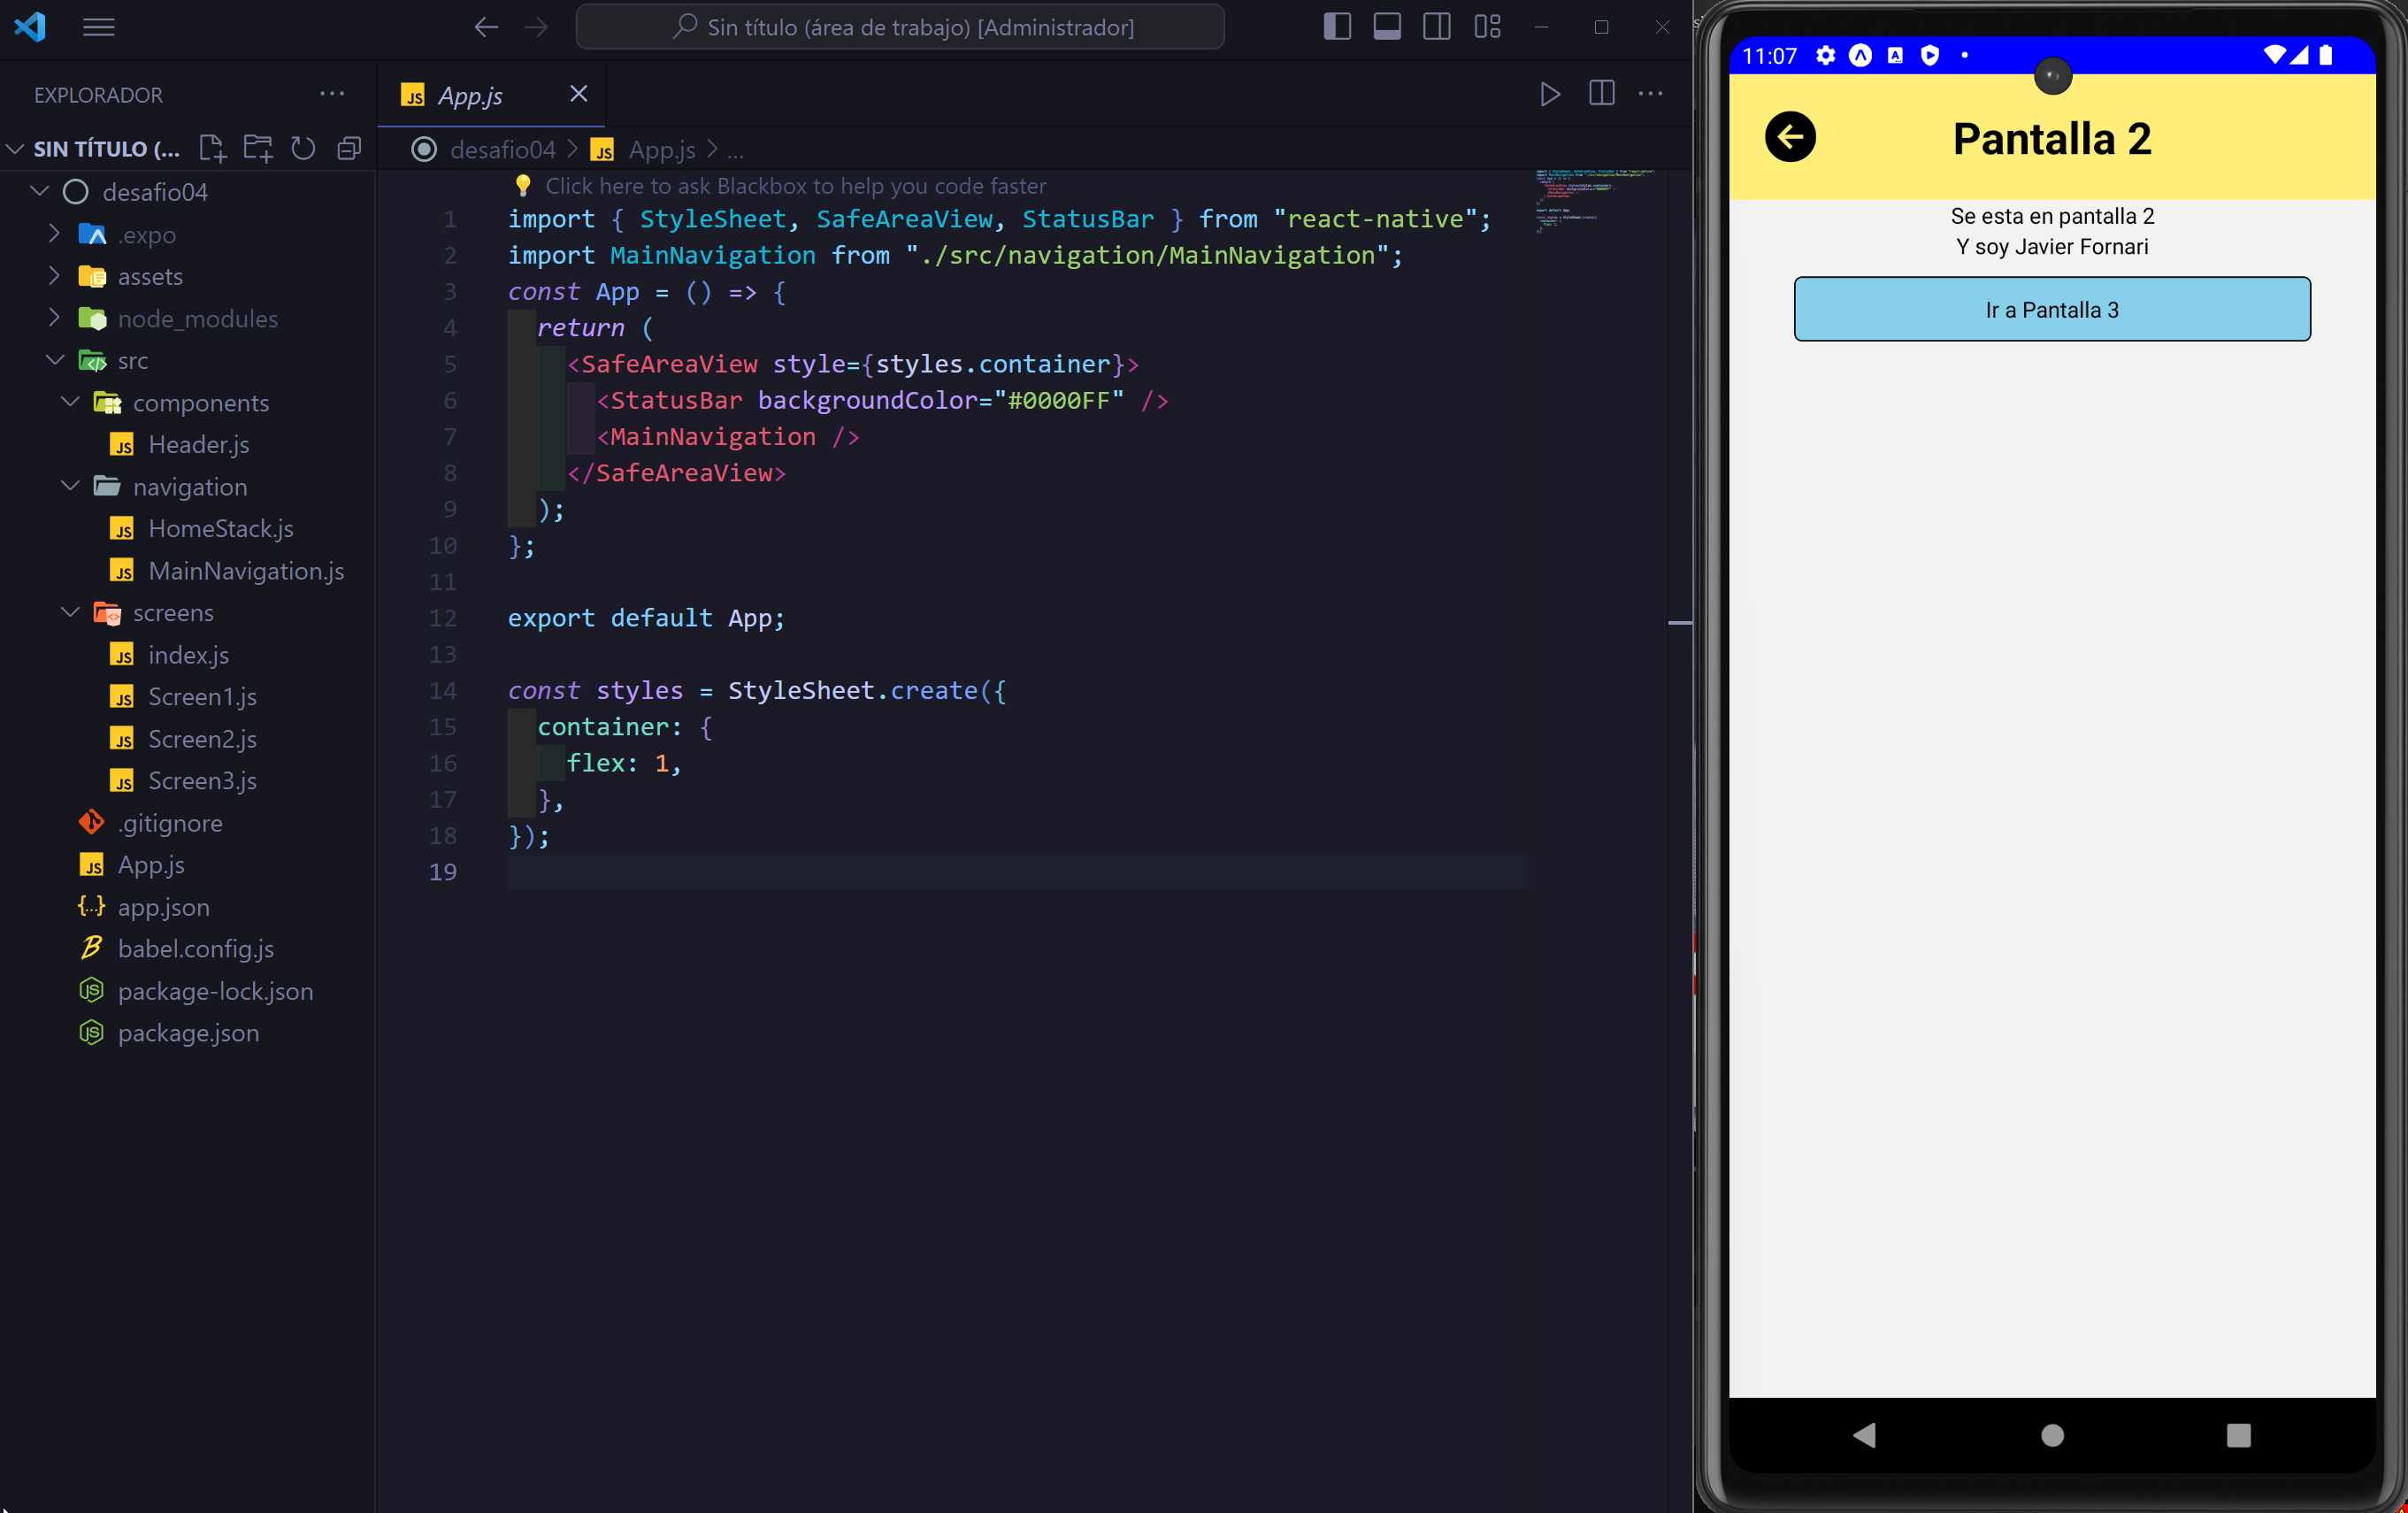 Sin título (área de trabajo) [Administrador]
EXPLORADOR
SIN TÍTULO (...
desafio04
.expo
assets
node_modules
src
components
Header.js
navigation
HomeStack.js
MainNavigation.js
screens
index.js
Screen1.js
Screen2.js
Screen3.js
.gitignore
App.js
app.json
babel.config.js
package-lock.json
package.json
JS App.js
desafio04 > JS App.js > ...
Click here to ask Blackbox to help you code faster
1 import { StyleSheet, SafeAreaView, StatusBar } from "react-native";
2 import MainNavigation from "./src/navigation/MainNavigation";
3 const App = () => {
4 return (
5 <SafeAreaView style={styles.container}>
6 <StatusBar backgroundColor="#0000FF" />
7 <MainNavigation />
8 </SafeAreaView>
9 );
10 };
11
12 export default App;
13
14 const styles = StyleSheet.create({
15 container: {
16 flex: 1,
17 },
18 });
19
11:07
Pantalla 2
Se esta en pantalla 2
Y soy Javier Fornari
Ir a Pantalla 3